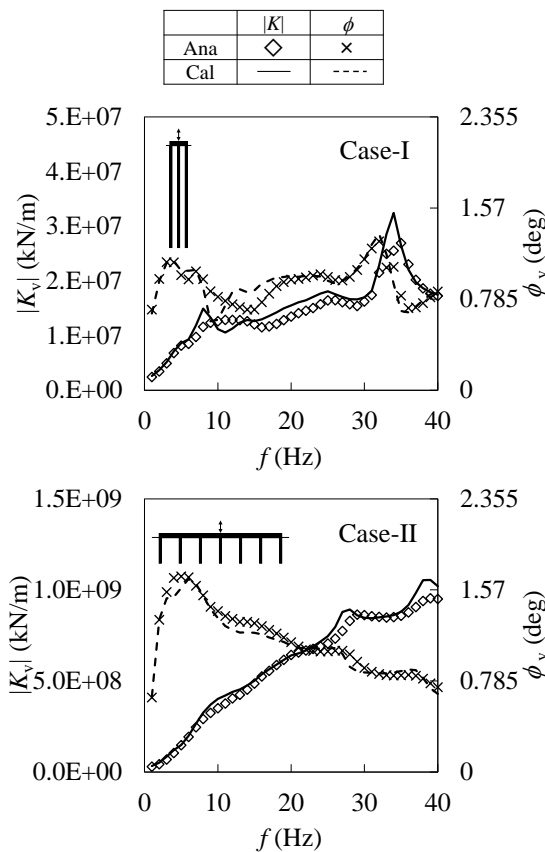 |K| ϕ
Ana
Cal
5.E+07 2.355
Case-I
4.E+07
3.E+07 1.57
2.E+07
1.E+07 0.785
0.E+00 0
0 10 20 30 40
|Kv| (kN/m)
ϕv (deg)
f (Hz)
1.5E+09 2.355
Case-II
1.0E+09 1.57
5.0E+08 0.785
0.0E+00 0
0 10 20 30 40
|Kv| (kN/m)
ϕv (deg)
f (Hz)